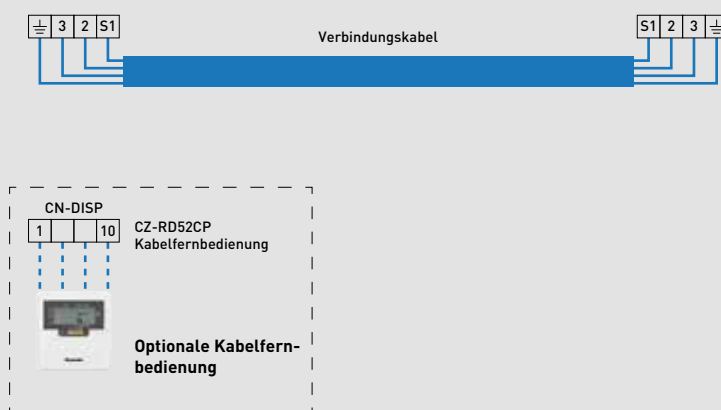 ⏚ 3 2 S1
Verbindungskabel
S1 2 3 ⏚
CN-DISP
1 10
CZ-RD52CP
Kabelfernbedienung
Optionale Kabelfern-
bedienung